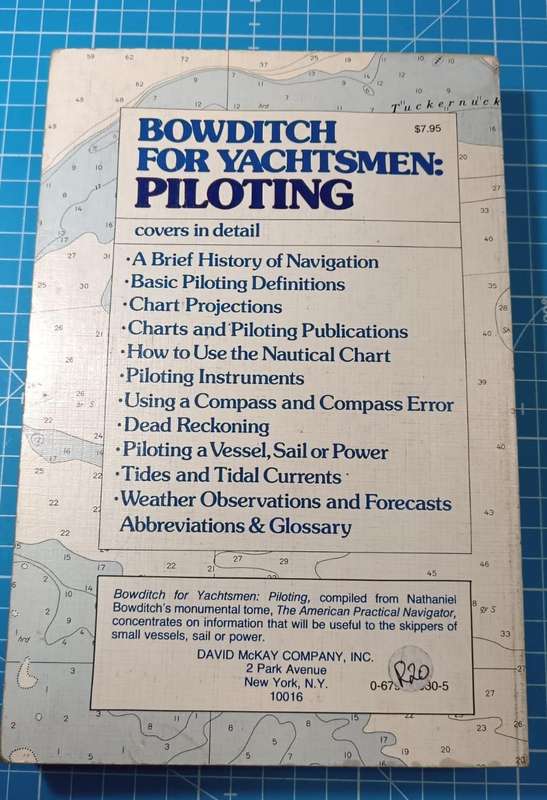 Tuckernuck
BOWDITCH
$7.95
FOR YACHTSMEN:
PILOTING
covers in detail
·A Brief History of Navigation
·Basic Piloting Definitions
·Chart Projections
·Charts and Piloting Publications
·How to Use the Nautical Chart
·Piloting Instruments
·Using a Compass and Compass Error
·Dead Reckoning
·Piloting a Vessel, Sail or Power
·Tides and Tidal Currents
·Weather Observations and Forecasts
Abbreviations & Glossary
Bowditch for Yachtsmen: Piloting, compiled from Nathaniel
Bowditch's monumental tome, The American Practical Navigator,
concentrates on information that will be useful to the skippers of
small vessels, sail or power.
DAVID McKAY COMPANY, INC.
2 Park Avenue
New York, N.Y.
10016
R20